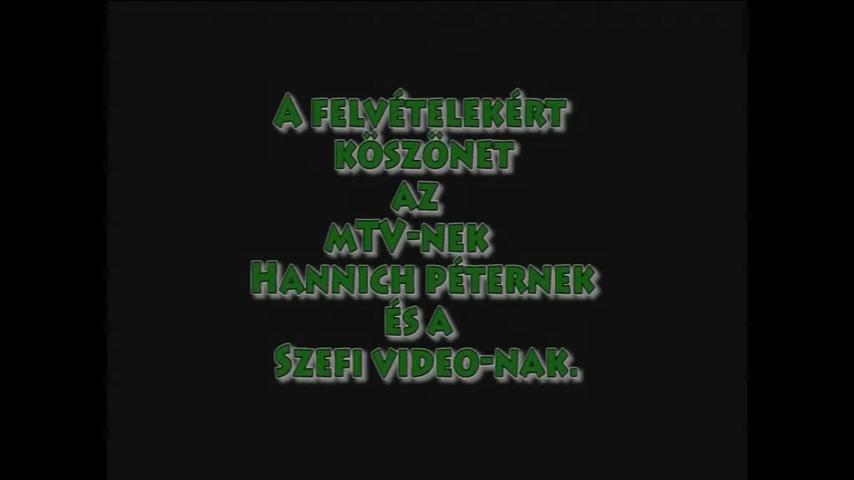 A FELVÉTELEKÉRT
KÖSZÖNET
AZ
MTV-NEK
HANNICH PÉTERNEK
ÉS A
SZEFI VIDEO-NAK.